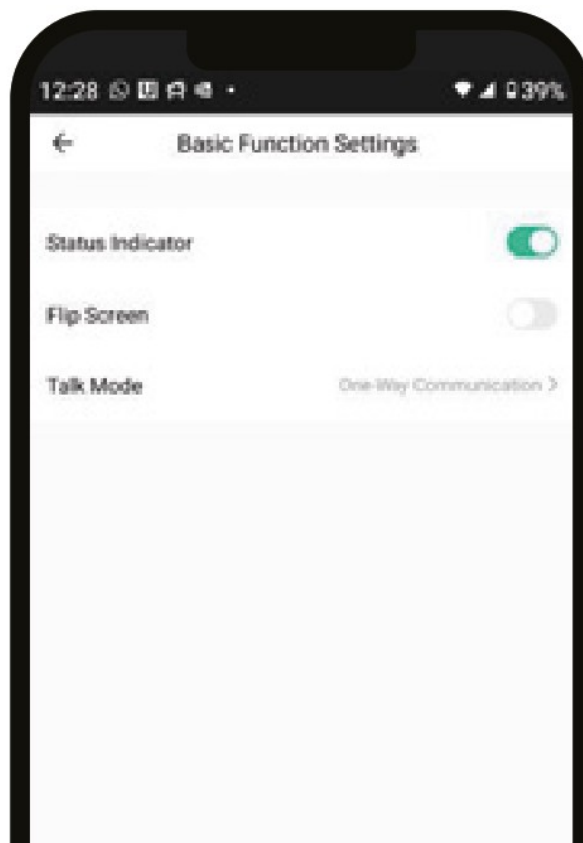 12:28 39%
Basic Function Settings
Status Indicator
Flip Screen
Talk Mode One-Way Communication >